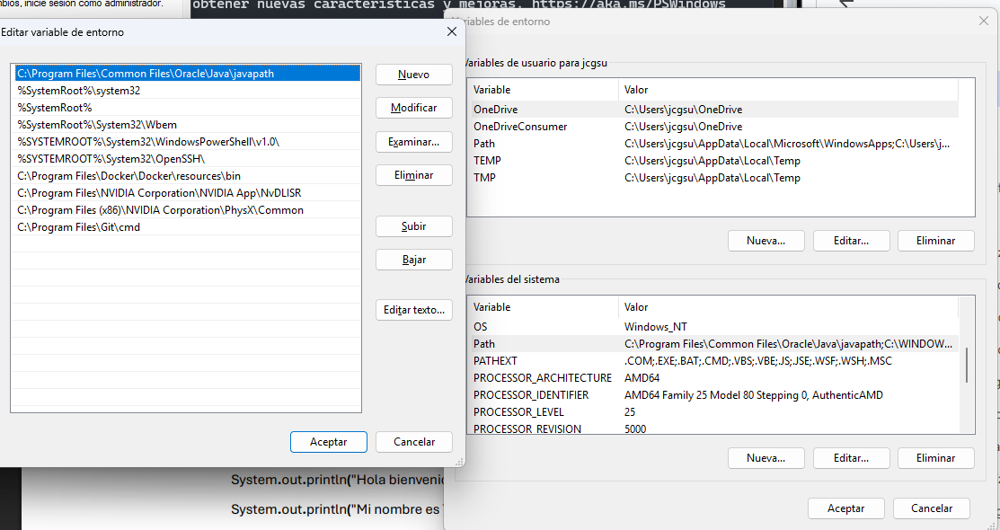 mbios, inicie sesión como administrador.
obtener nuevas características y mejoras. https://aka.ms/PSWindows
Editar variable de entorno
C:\Program Files\Common Files\Oracle\Java\javapath
%SystemRoot%\system32
%SystemRoot%
%SystemRoot%\System32\Wbem
%SYSTEMROOT%\System32\WindowsPowerShell\v1.0\
%SYSTEMROOT%\System32\OpenSSH\
C:\Program Files\Docker\Docker\resources\bin
C:\Program Files\NVIDIA Corporation\NVIDIA App\NvDLISR
C:\Program Files (x86)\NVIDIA Corporation\PhysX\Common
C:\Program Files\Git\cmd
Nuevo
Modificar
Examinar...
Eliminar
Subir
Bajar
Editar texto...
Aceptar
Cancelar
Variables de entorno
Variables de usuario para jcgsu
Variable Valor
OneDrive C:\Users\jcgsu\OneDrive
OneDriveConsumer C:\Users\jcgsu\OneDrive
Path C:\Users\jcgsu\AppData\Local\Microsoft\WindowsApps;C:\Users\j...
TEMP C:\Users\jcgsu\AppData\Local\Temp
TMP C:\Users\jcgsu\AppData\Local\Temp
Nueva... Editar... Eliminar
Variables del sistema
Variable Valor
OS Windows_NT
Path C:\Program Files\Common Files\Oracle\Java\javapath;C:\WINDOW...
PATHEXT .COM;.EXE;.BAT;.CMD;.VBS;.VBE;.JS;.JSE;.WSF;.WSH;.MSC
PROCESSOR_ARCHITECTURE AMD64
PROCESSOR_IDENTIFIER AMD64 Family 25 Model 80 Stepping 0, AuthenticAMD
PROCESSOR_LEVEL 25
PROCESSOR_REVISION 5000
Nueva... Editar... Eliminar
Aceptar Cancelar
System.out.println("Hola bienvenid
System.out.println("Mi nombre es